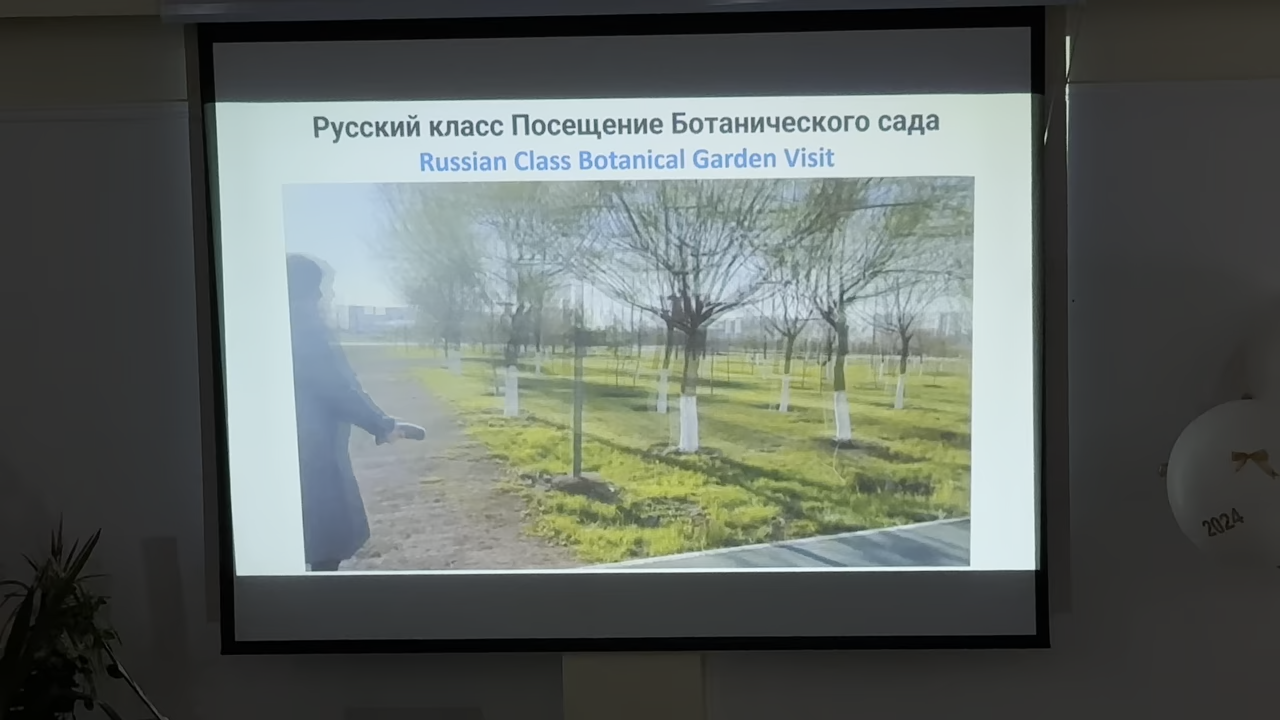 Русский класс Посещение Ботанического сада
Russian Class Botanical Garden Visit
2024